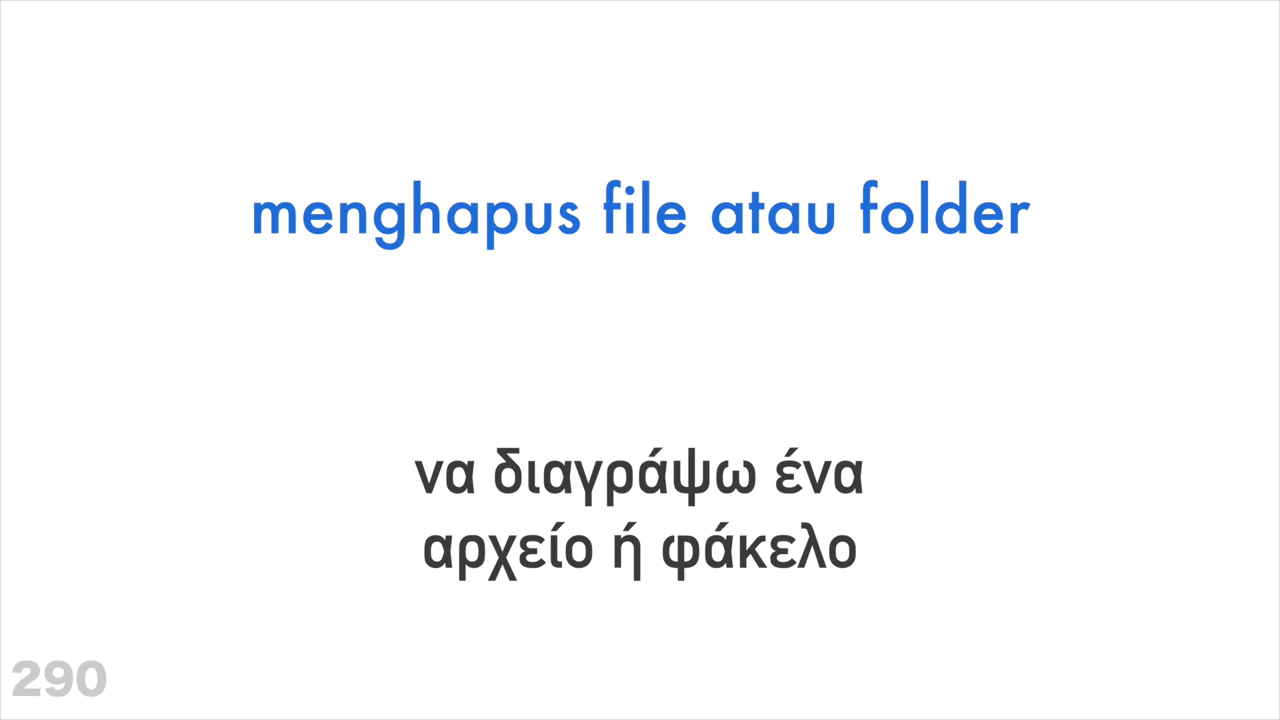 menghapus file atau folder
να διαγράψω ένα
αρχείο ή φάκελο
290